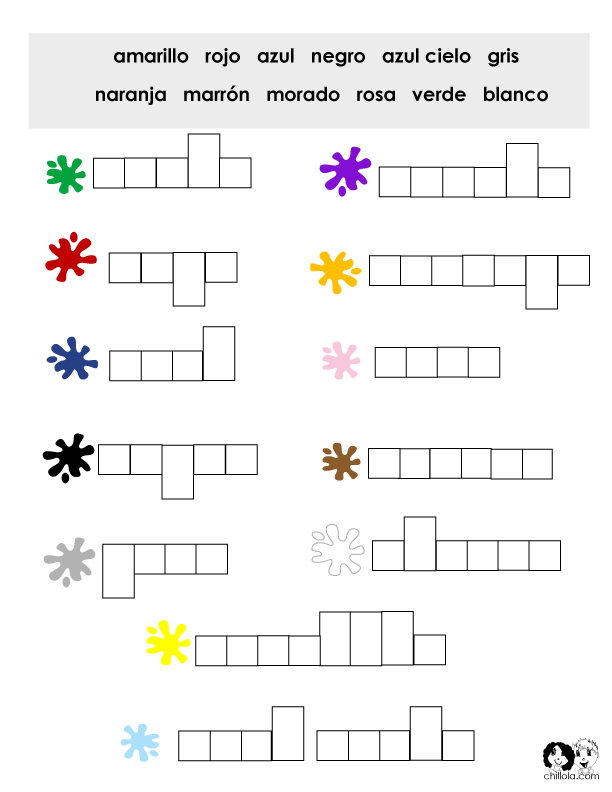 amarillo rojo azul negro azul cielo gris
naranja marrón morado rosa verde blanco
chillola.com